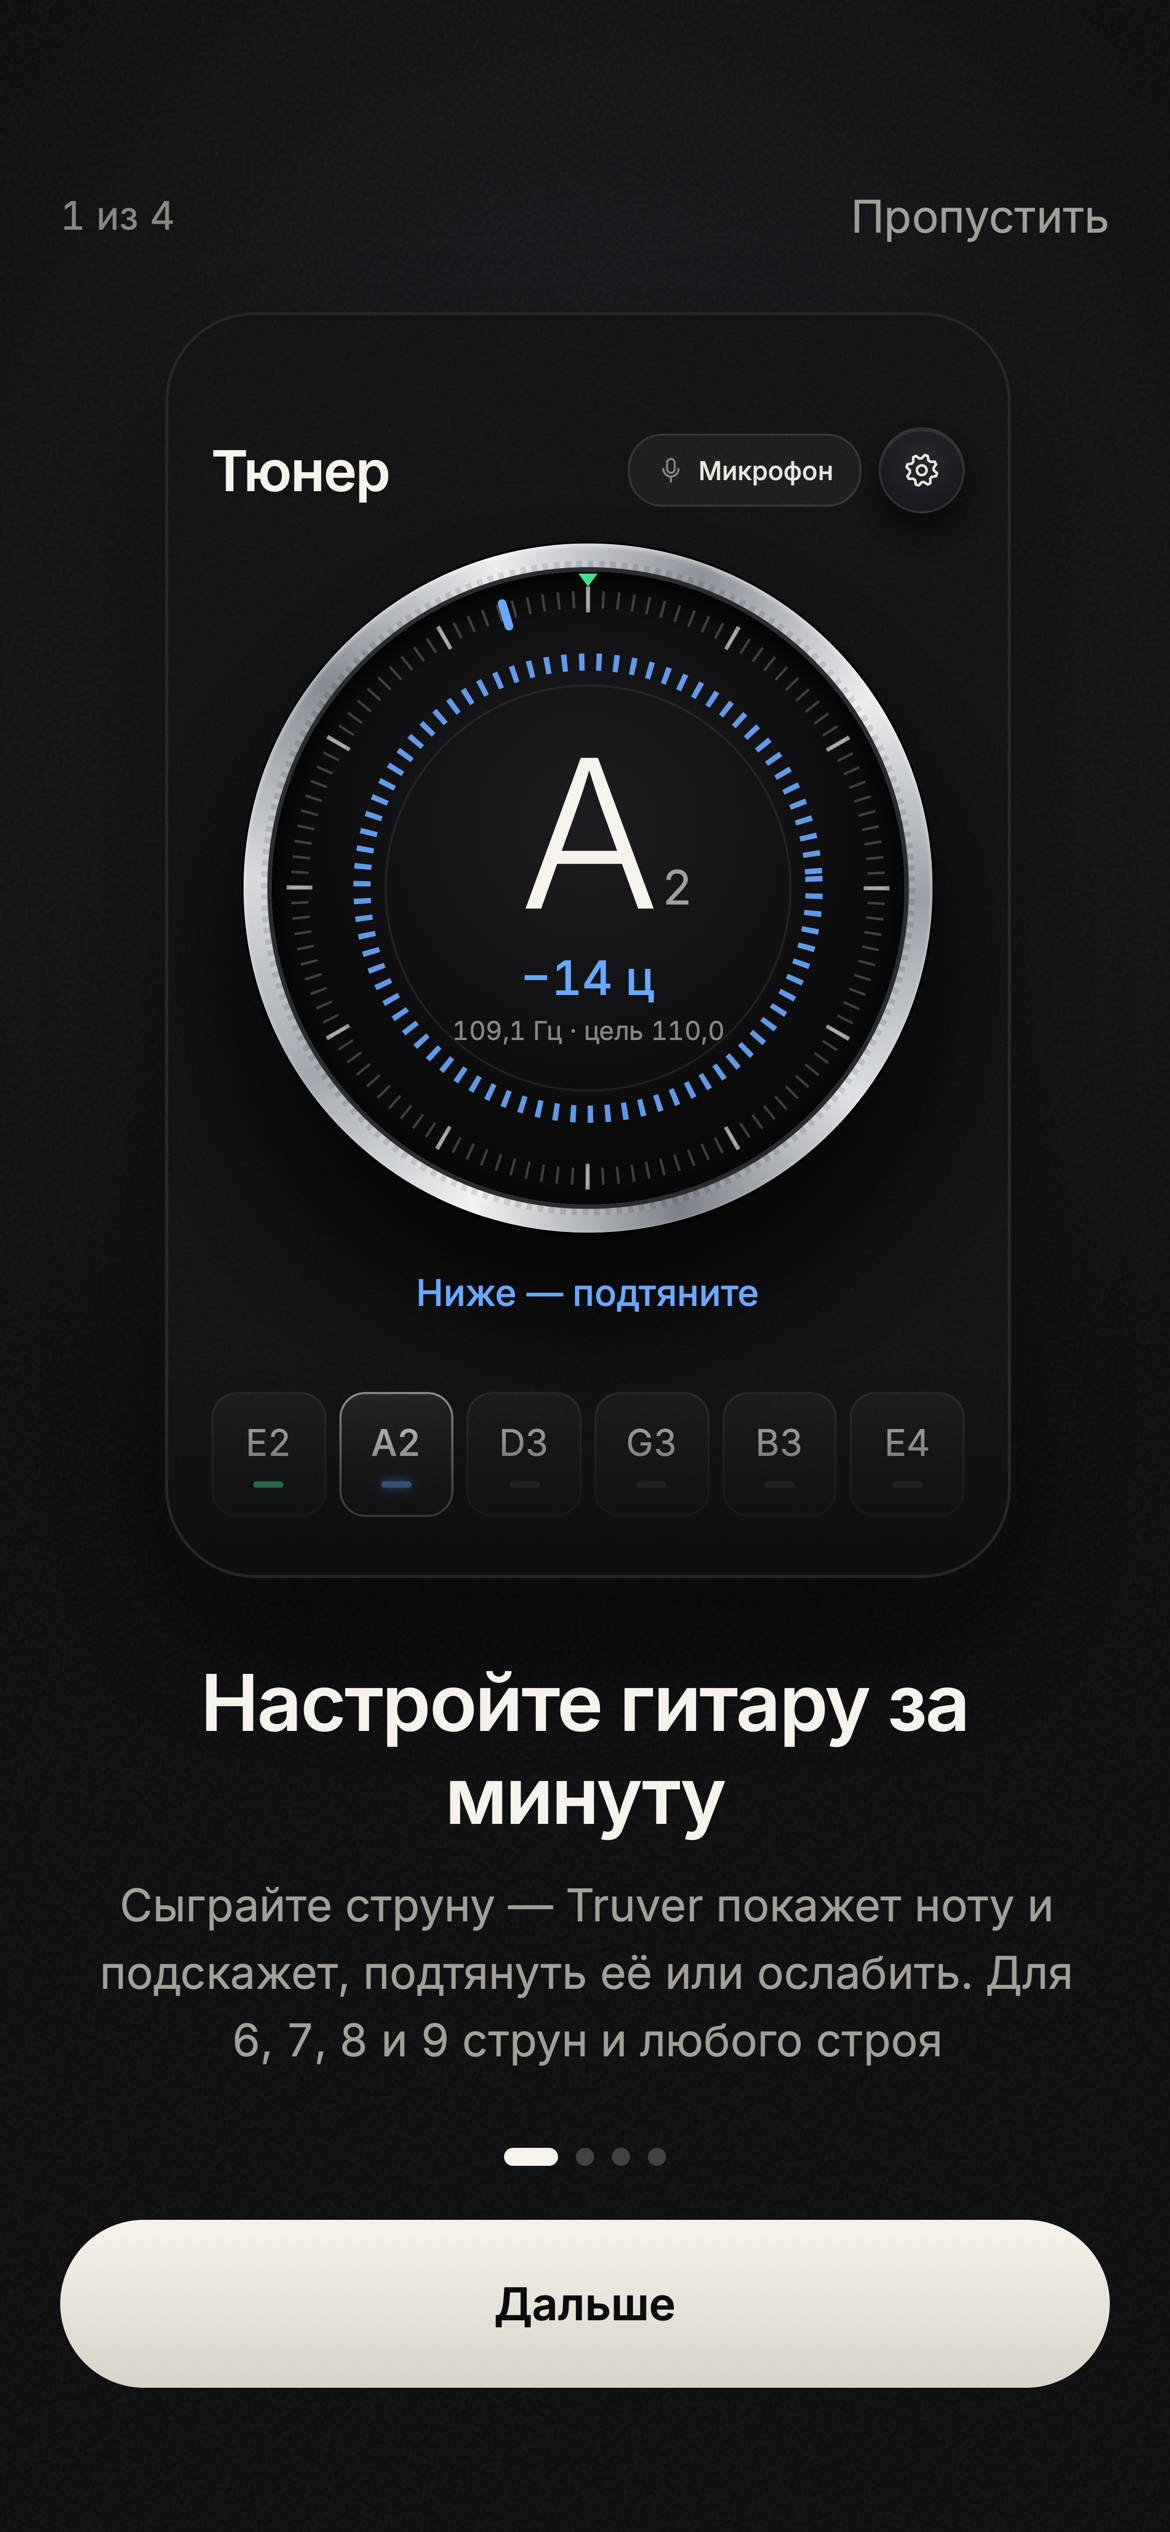 1 из 4
Пропустить
Тюнер
Микрофон
A2
−14 ц
109,1 Гц · цель 110,0
Ниже — подтяните
E2 A2 D3 G3 B3 E4
Настройте гитару за
минуту
Сыграйте струну — Truver покажет ноту и
подскажет, подтянуть её или ослабить. Для
6, 7, 8 и 9 струн и любого строя
Дальше